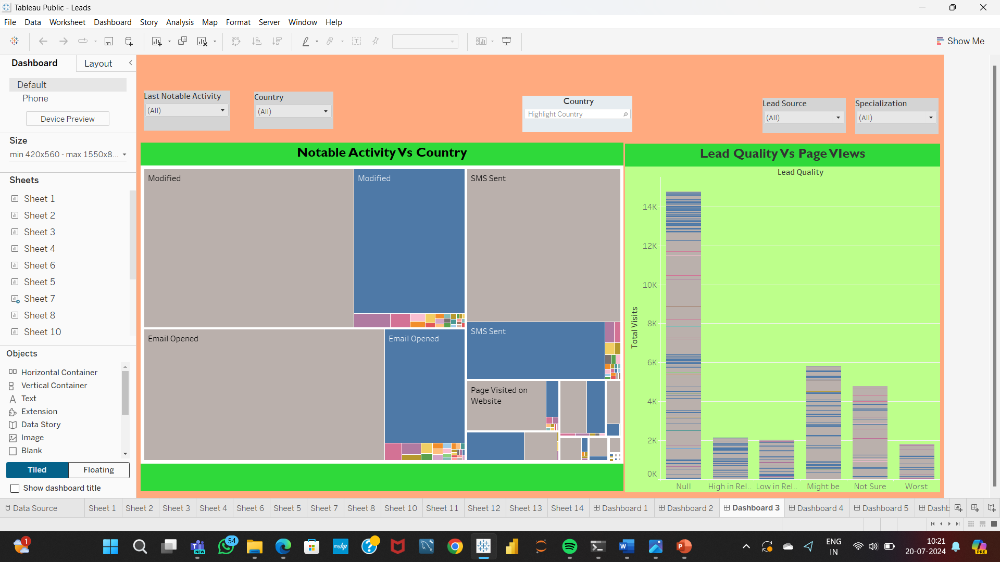 Tableau Public - Leads
File Data Worksheet Dashboard Story Analysis Map Format Server Window Help
Show Me
Dashboard Layout
Default
Phone
Device Preview
Size
min 420x560 - max 1550x8...
Sheets
Sheet 1
Sheet 2
Sheet 3
Sheet 4
Sheet 6
Sheet 5
Sheet 7
Sheet 8
Sheet 10
Objects
Horizontal Container
Vertical Container
Text
Extension
Data Story
Image
Blank
Tiled Floating
Show dashboard title
Last Notable Activity
(All)
Country
(All)
Country
Highlight Country
Lead Source
(All)
Specialization
(All)
Notable Activity Vs Country
Modified
Modified
SMS Sent
Email Opened
Email Opened
SMS Sent
Page Visited on
Website
Lead Quality Vs Page VIews
Lead Quality
Total Visits
14K
12K
10K
8K
6K
4K
2K
0K
Null High in Rel.. Low in Rel.. Might be Not Sure Worst
Data Source Sheet 1 Sheet 2 Sheet 3 Sheet 4 Sheet 6 Sheet 5 Sheet 7 Sheet 8 Sheet 10 Sheet 11 Sheet 12 Sheet 13 Sheet 14 Dashboard 1 Dashboard 2 Dashboard 3 Dashboard 4 Dashboard 5 Dashb
1
NEW
54
myhp
ENG
IN
10:21
20-07-2024
PRE